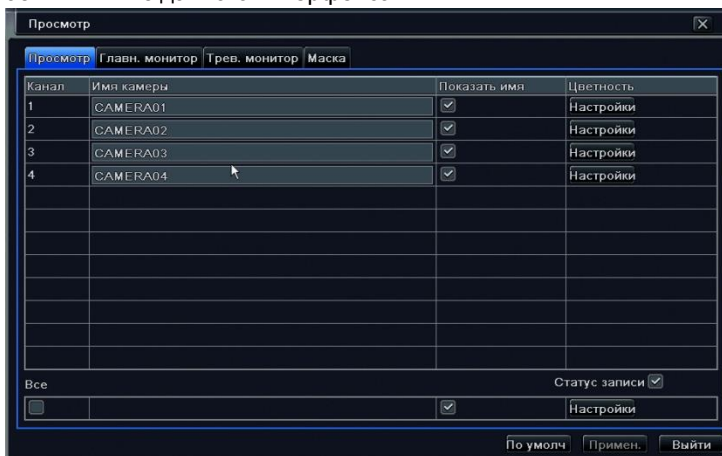 Просмотр
Просмотр Главн. монитор Трев. монитор Маска
Канал Имя камеры Показать имя Цветность
1 CAMERA01 Настройки
2 CAMERA02 Настройки
3 CAMERA03 Настройки
4 CAMERA04 Настройки
Все Статус записи
Настройки
По умолч Примен. Выйти